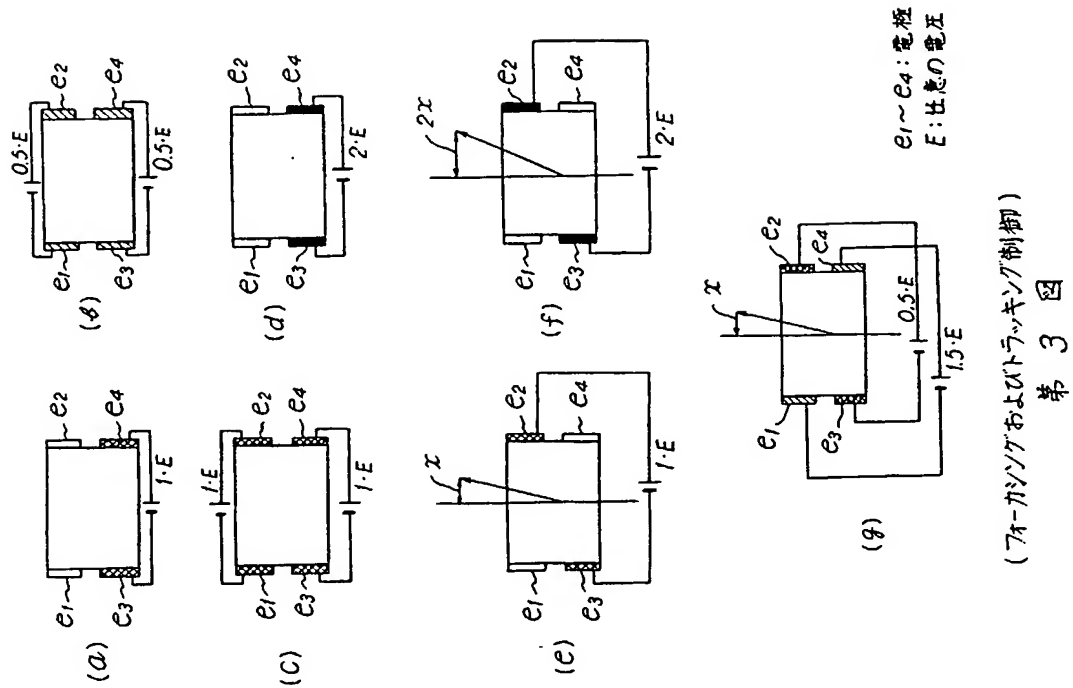 (a)
e1
e2
e3
e4
1·E
(b)
0.5·E
e1
e2
e3
e4
0.5·E
(c)
1·E
e1
e2
e3
e4
1·E
(d)
e1
e2
e3
e4
2·E
(e)
x
e1
e2
e3
e4
1·E
(f)
2x
e1
e2
e3
e4
2·E
(g)
x
e1
e2
e3
e4
0.5·E
1.5·E
e1~e4:電極
E:任意の電圧
(フォーカシングおよびトラッキング制御)
第 3 図